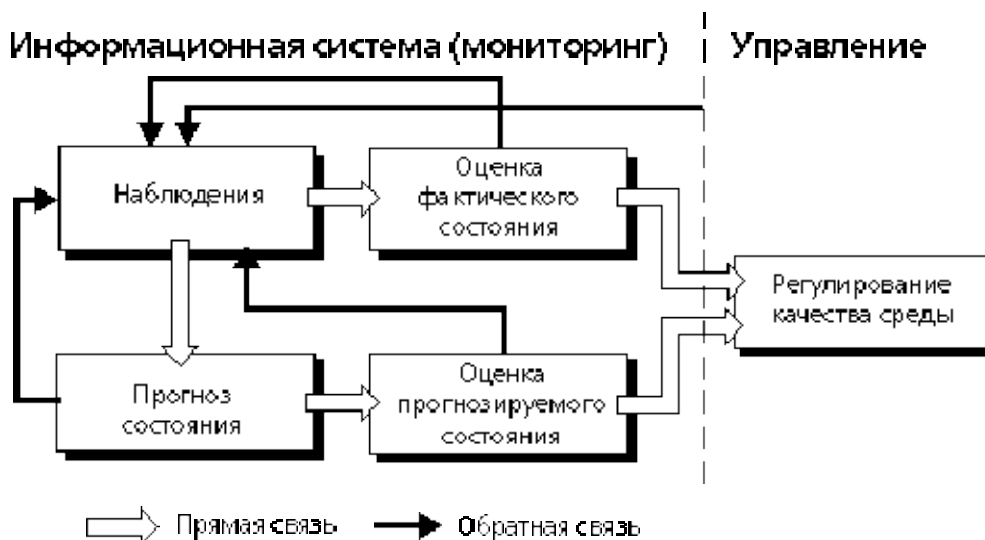 Информационная система (мониторинг)
Управление
Наблюдения
Оценка
фактического
состояния
Регулирование
качества среды
Прогноз
состояния
Оценка
прогнозируемого
состояния
Прямая связь
Обратная связь